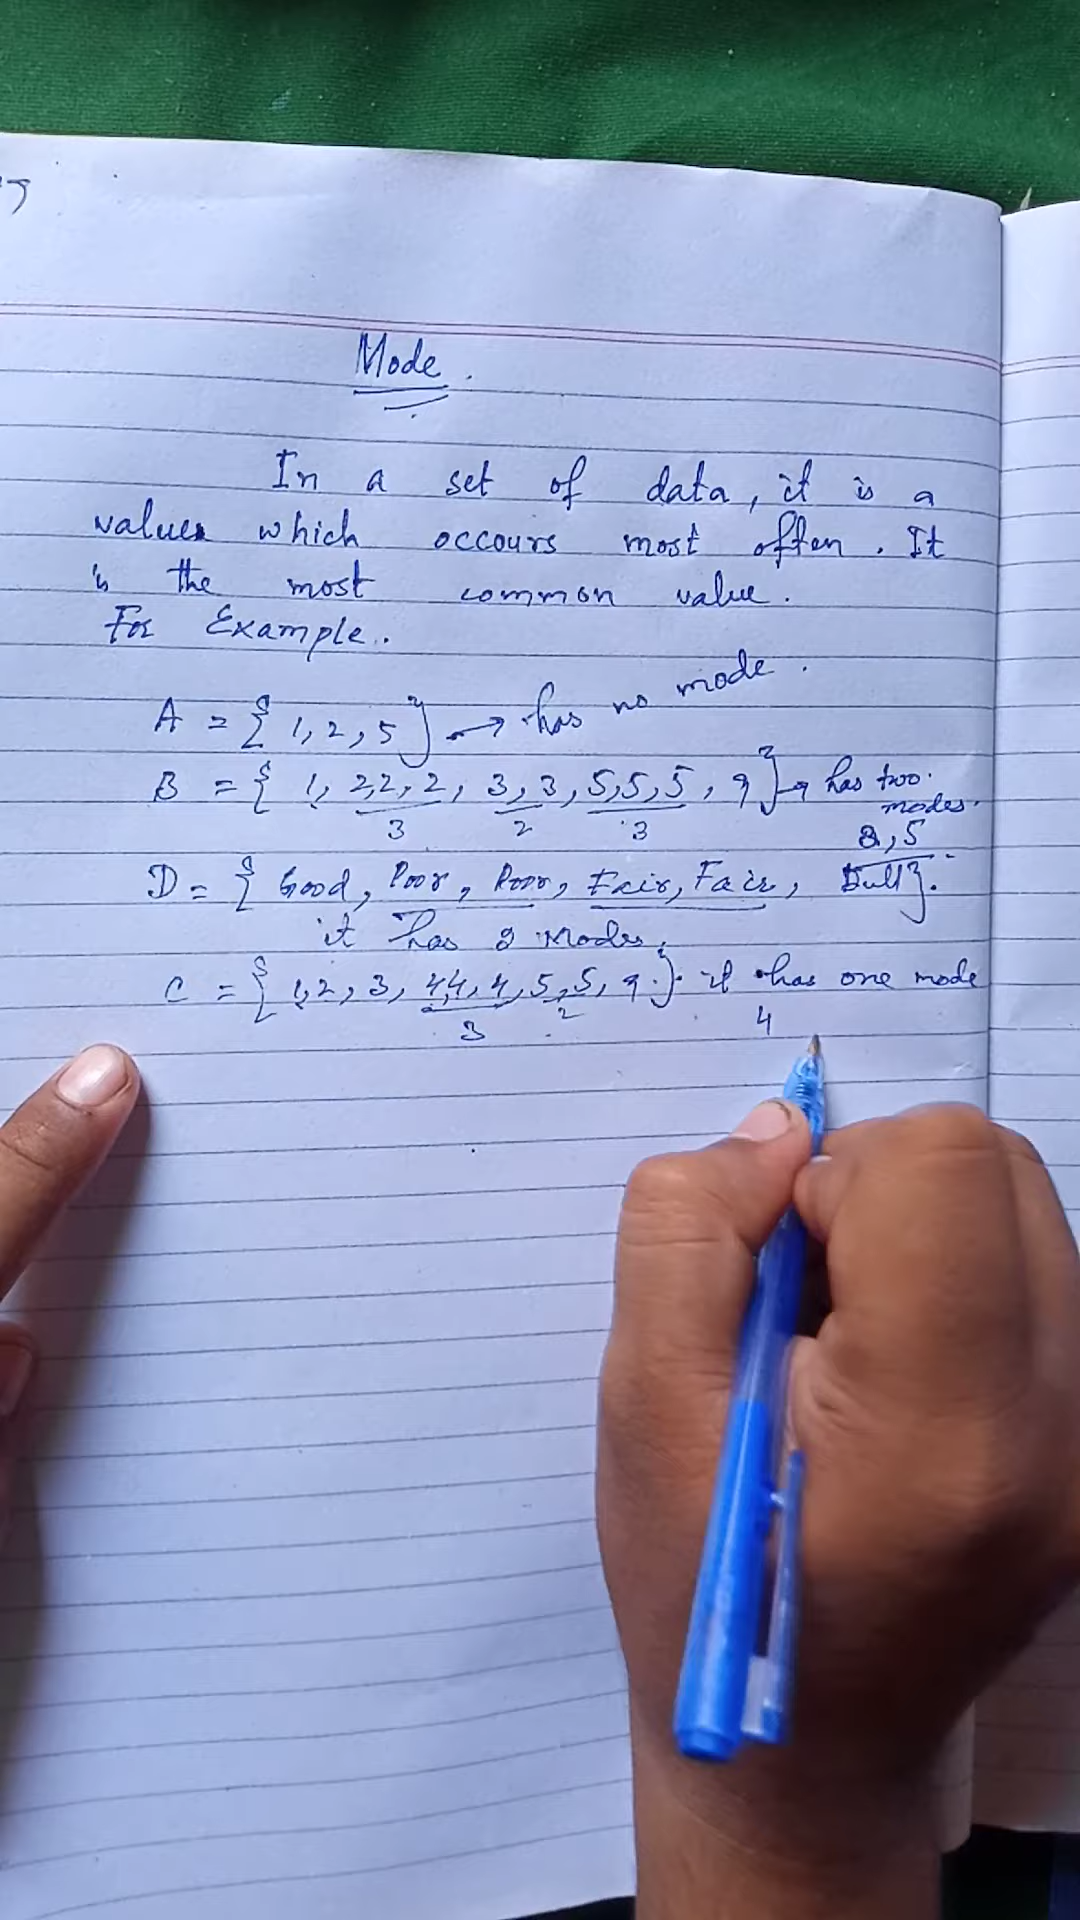 Mode.
In a set of data, it is a
values which occours most often. It
is the most common value.
For Example..
A = { 1, 2, 5 } → has no mode.
B = { 1, 2,2, 2, 3, 3, 5,5, 5, 9 } → has two
modes.
3 2 3 2,5
D = { Good, Poor, Poor, Fair, Fair, Dull }.
it has 2 Modes.
C = { 1,2, 3, 4,4, 4, 5,5, 9 }. it has one mode
3 2 4